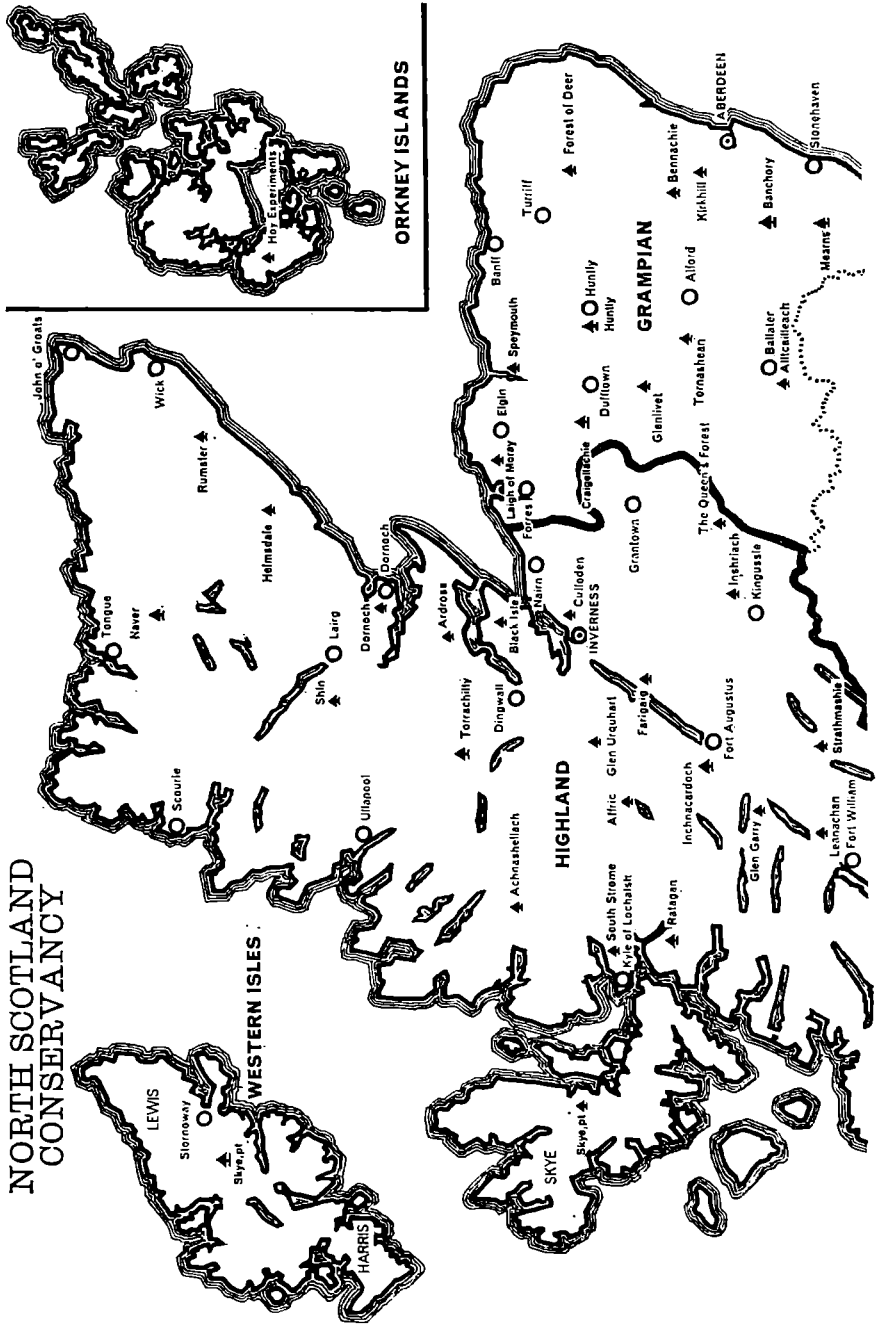 NORTH SCOTLAND
CONSERVANCY
LEWIS
Stornoway
Skye, pt
HARRIS
WESTERN ISLES
Scourie
Tongue
Naver
John o' Groats
Wick
Rumster
Helmsdale
Lairg
Shin
Dornoch
Dornoch
Ullapool
Ardross
Torrachilty
Dingwall
Black Isle
Achnashellach
HIGHLAND
SKYE
Skye, pt
South Strome
Kyle of Lochalsh
Ratagan
Affric
Glen Urquhart
Farigaig
Culloden
INVERNESS
Nairn
Inchnacardoch
Fort Augustus
Glen Garry
Leanachan
Fort William
Strathmashie
Kingussie
Inshriach
The Queen's Forest
Grantown
Forres
Laigh of Moray
Elgin
Craigellachie
Speymouth
Dufftown
Glenlivet
Tornashean
Banff
Turriff
Huntly
Huntly
GRAMPIAN
Alford
Ballater
Alltcailleach
Forest of Deer
Bennachie
Kirkhill
ABERDEEN
Banchory
Mearns
Stonehaven
ORKNEY ISLANDS
Hoy Experiments